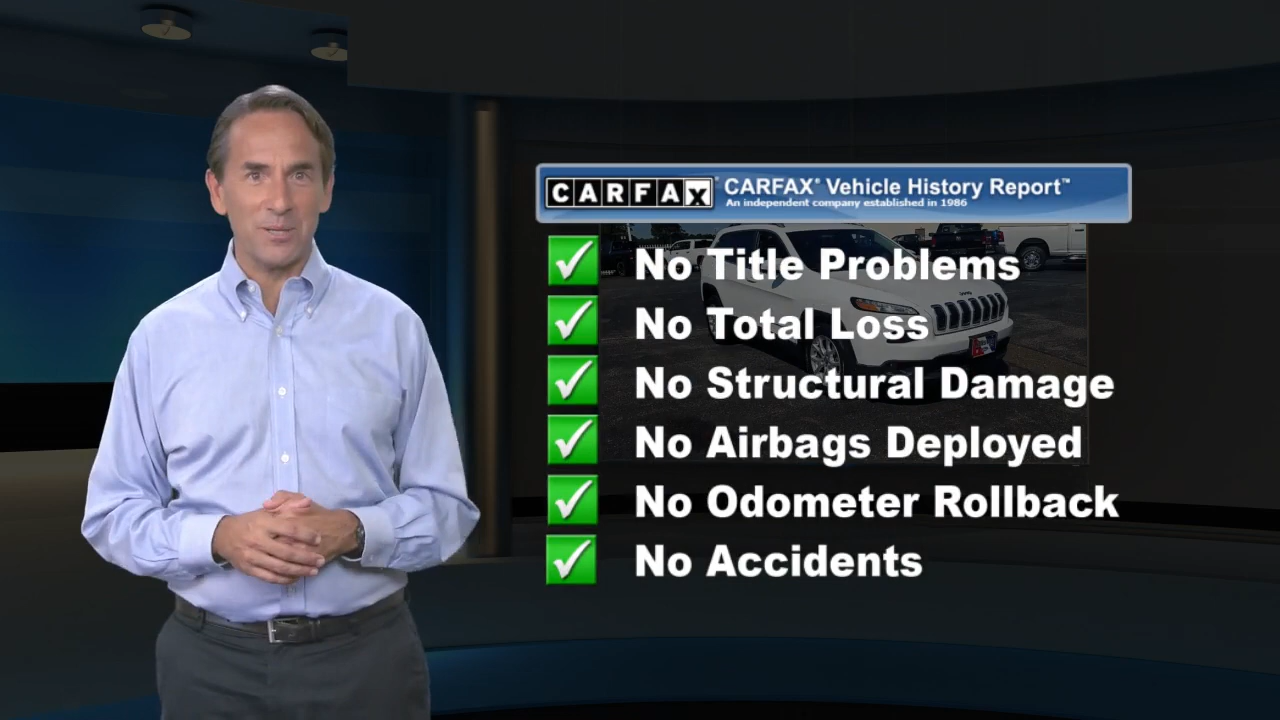 CARFAX
CARFAX® Vehicle History Report™
An independent company established in 1986
No Title Problems
No Total Loss
No Structural Damage
No Airbags Deployed
No Odometer Rollback
No Accidents